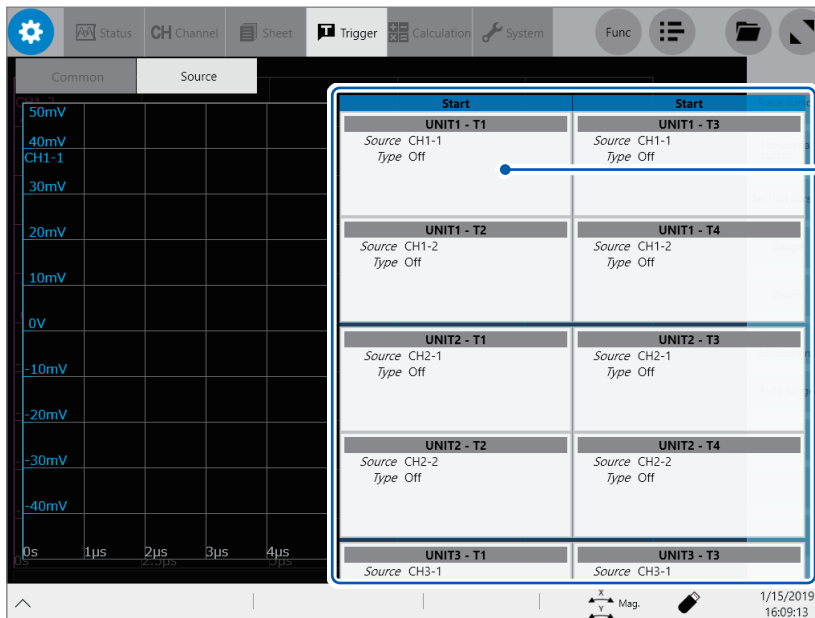 Status CH Channel Sheet Trigger Calculation System Func
Common Source
50mV
40mV
CH1-1
30mV
20mV
10mV
0V
-10mV
-20mV
-30mV
-40mV
0s 1µs 2µs 3µs 4µs
0s 2.5µs 5µs
Start Start
UNIT1 - T1
Source CH1-1
Type Off
UNIT1 - T3
Source CH1-1
Type Off
UNIT1 - T2
Source CH1-2
Type Off
UNIT1 - T4
Source CH1-2
Type Off
UNIT2 - T1
Source CH2-1
Type Off
UNIT2 - T3
Source CH2-1
Type Off
UNIT2 - T2
Source CH2-2
Type Off
UNIT2 - T4
Source CH2-2
Type Off
UNIT3 - T1
Source CH3-1
UNIT3 - T3
Source CH3-1
X
Y
Mag.
1/15/2019
16:09:13